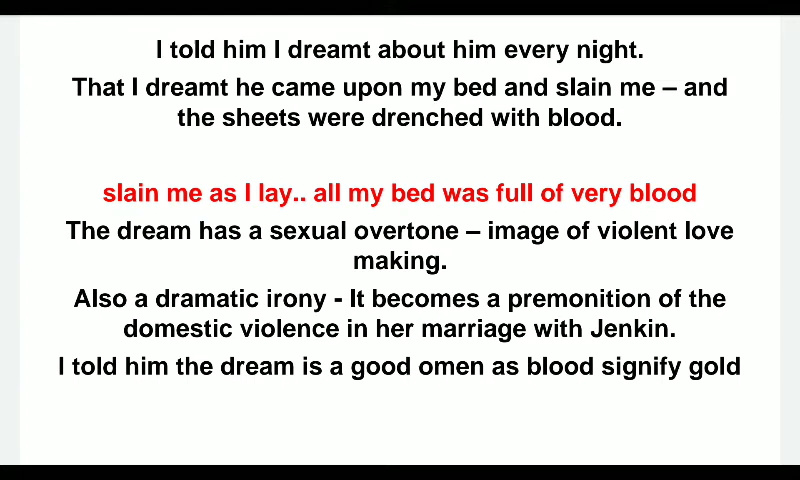 I told him I dreamt about him every night.
That I dreamt he came upon my bed and slain me – and
the sheets were drenched with blood.
slain me as I lay.. all my bed was full of very blood
The dream has a sexual overtone – image of violent love
making.
Also a dramatic irony - It becomes a premonition of the
domestic violence in her marriage with Jenkin.
I told him the dream is a good omen as blood signify gold